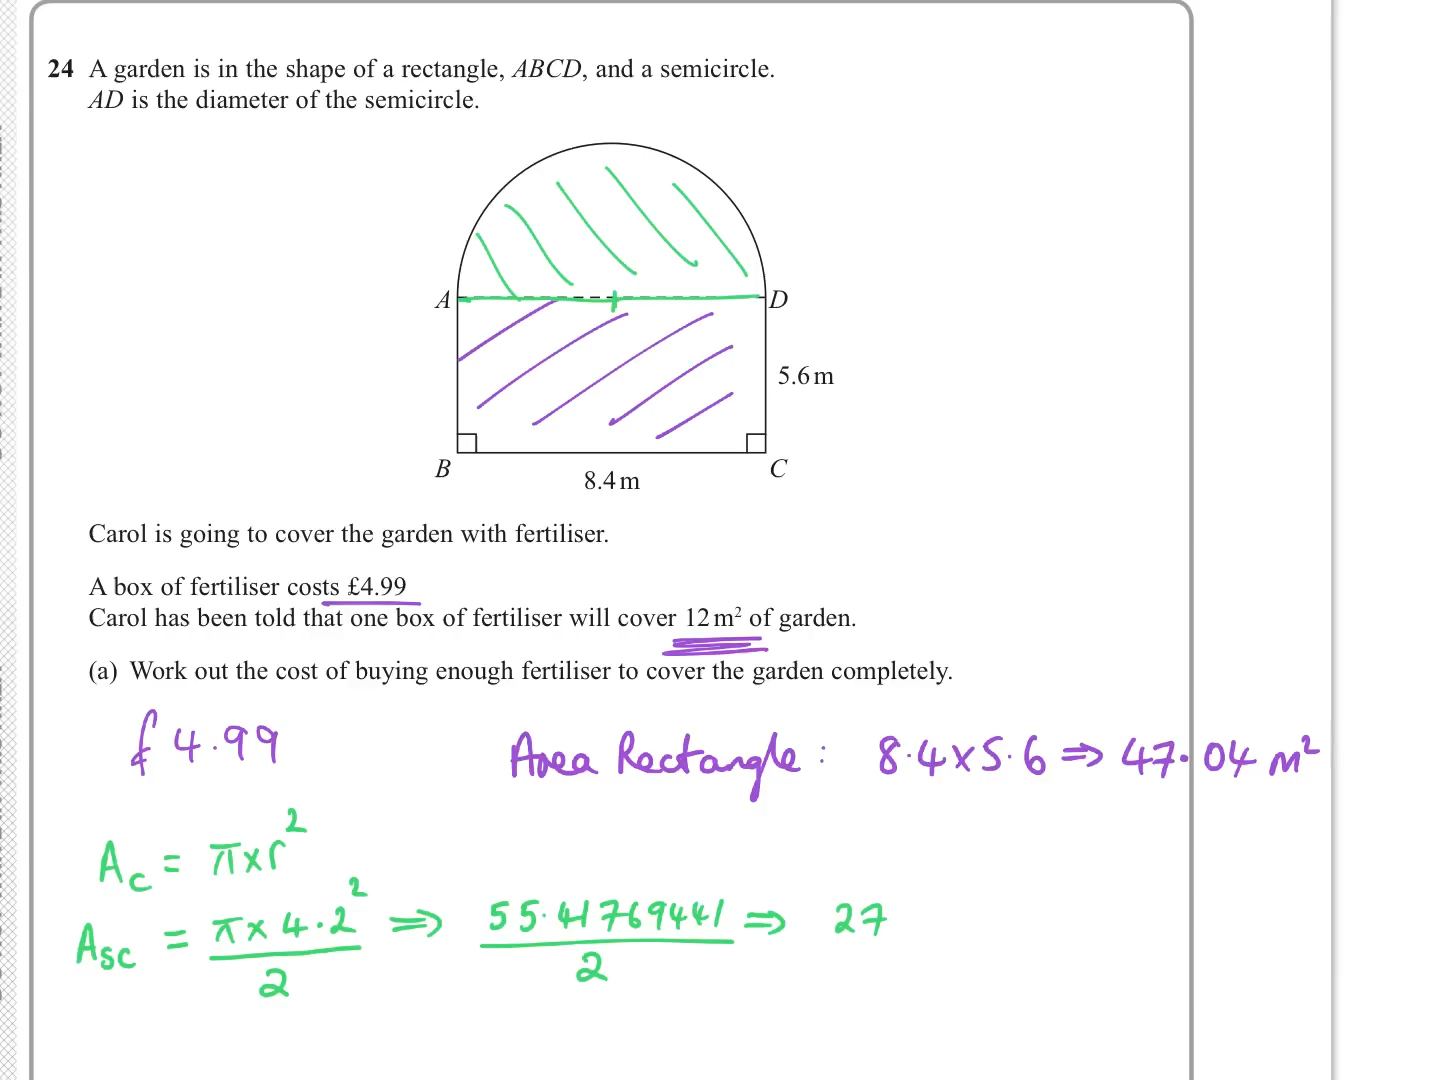 24 A garden is in the shape of a rectangle, ABCD, and a semicircle.
AD is the diameter of the semicircle.
A
D
5.6 m
B
C
8.4 m
Carol is going to cover the garden with fertiliser.
A box of fertiliser costs £4.99
Carol has been told that one box of fertiliser will cover 12 m² of garden.
(a) Work out the cost of buying enough fertiliser to cover the garden completely.
£4.99
Area Rectangle: 8.4×5.6 ⇒ 47.04 m²
Ac = π×r²
Asc = π×4.2²/2 ⇒ 55.41769441/2 ⇒ 27